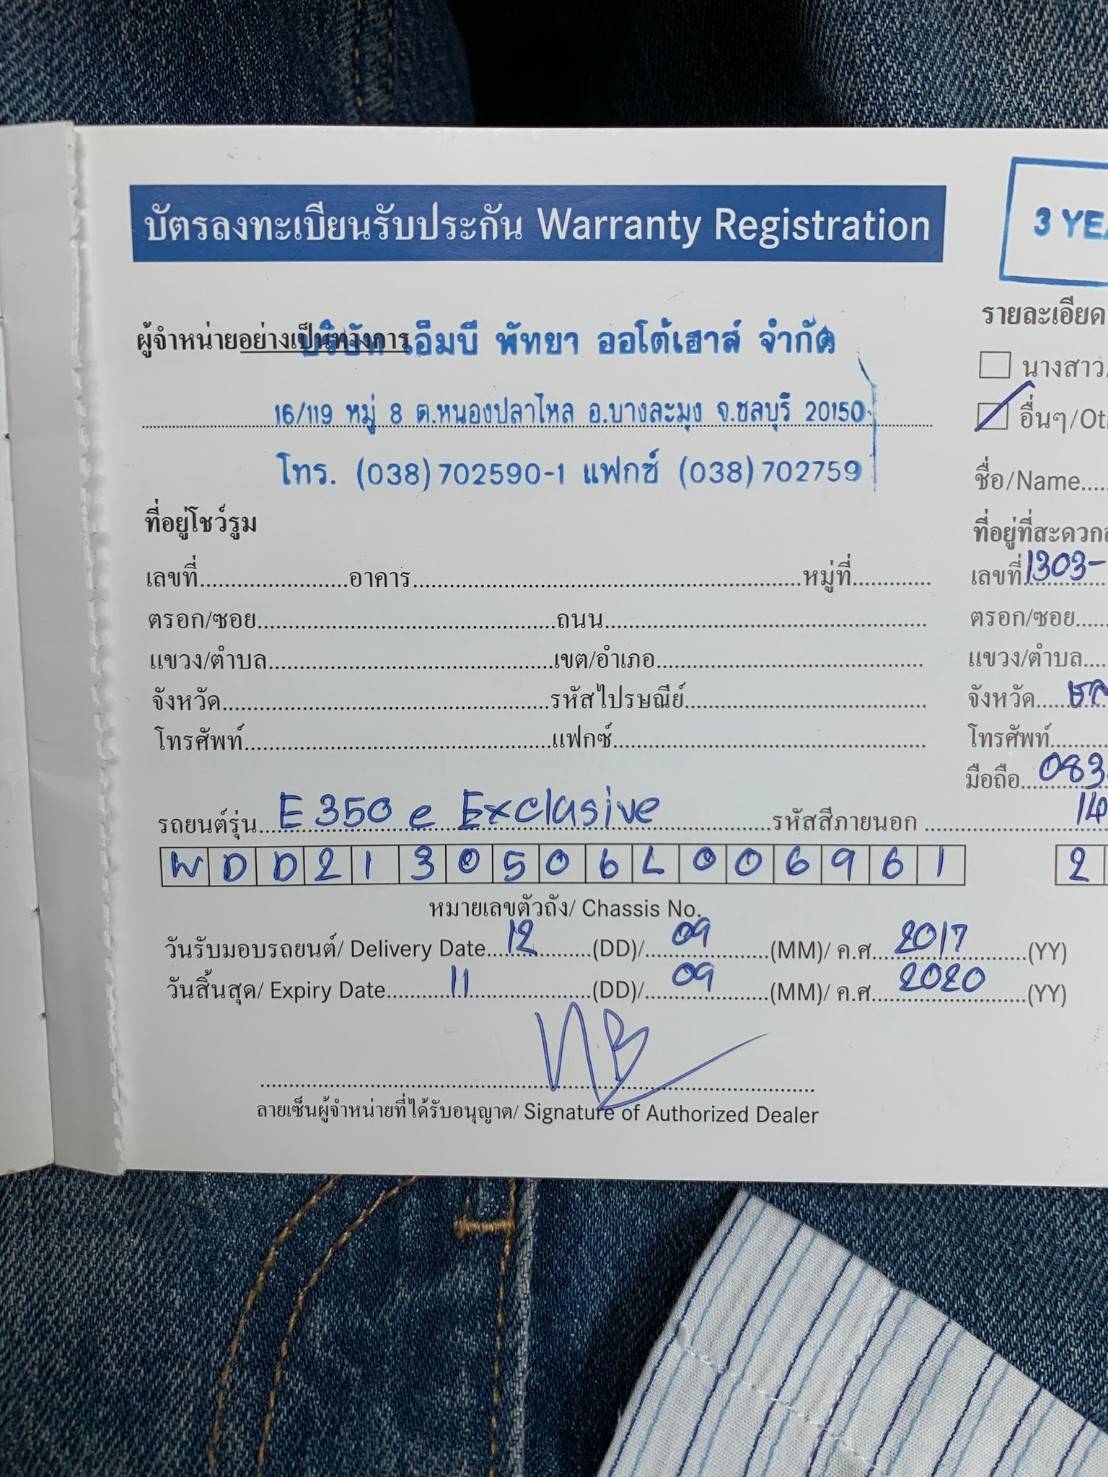 บัตรลงทะเบียนรับประกัน Warranty Registration
3 YE
ผู้จำหน่ายอย่างเป็นทางการ บริษัท เอ็มบี พัทยา ออโต้เฮาส์ จำกัด
16/119 หมู่ 8 ต.หนองปลาไหล อ.บางละมุง จ.ชลบุรี 20150
โทร. (038) 702590-1 แฟกซ์ (038) 702759
ที่อยู่โชว์รูม
เลขที่ อาคาร หมู่ที่
ตรอก/ซอย ถนน
แขวง/ตำบล เขต/อำเภอ
จังหวัด รหัสไปรษณีย์
โทรศัพท์ แฟกซ์
รถยนต์รุ่น E 350 e Exclusive รหัสสีภายนอก
WDD2130506L006961
หมายเลขตัวถัง/ Chassis No.
วันรับมอบรถยนต์/ Delivery Date 12 (DD)/ 09 (MM)/ ค.ศ. 2017 (YY)
วันสิ้นสุด/ Expiry Date 11 (DD)/ 09 (MM)/ ค.ศ. 2020 (YY)
ลายเซ็นผู้จำหน่ายที่ได้รับอนุญาต/ Signature of Authorized Dealer
รายละเอียด
นางสาว/
อื่นๆ/Ot
ชื่อ/Name
ที่อยู่ที่สะดวก
เลขที่ 1303-
ตรอก/ซอย
แขวง/ตำบล
จังหวัด
โทรศัพท์
มือถือ 083
14
2